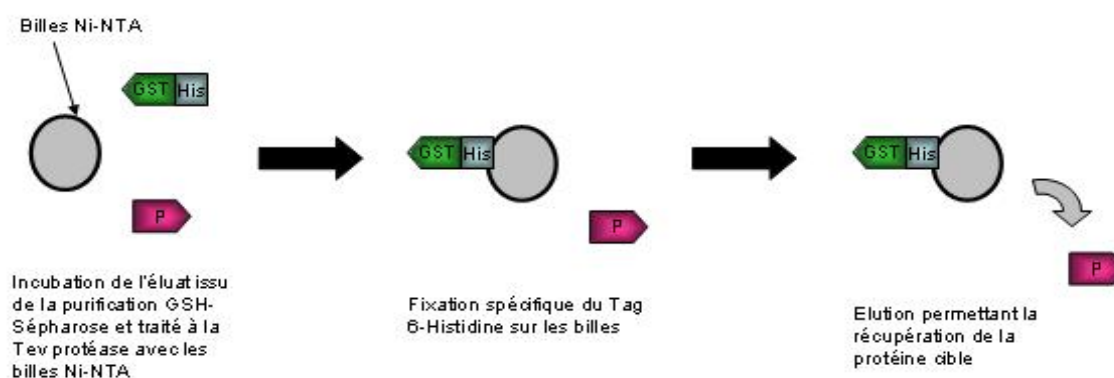 Billes Ni-NTA
GST His
P
Incubation de l'éluat issu
de la purification GSH-
Sépharose et traité à la
Tev protéase avec les
billes Ni-NTA
GST His
P
Fixation spécifique du Tag
6-Histidine sur les billes
GST His
P
Elution permettant la
récupération de la
protéine cible